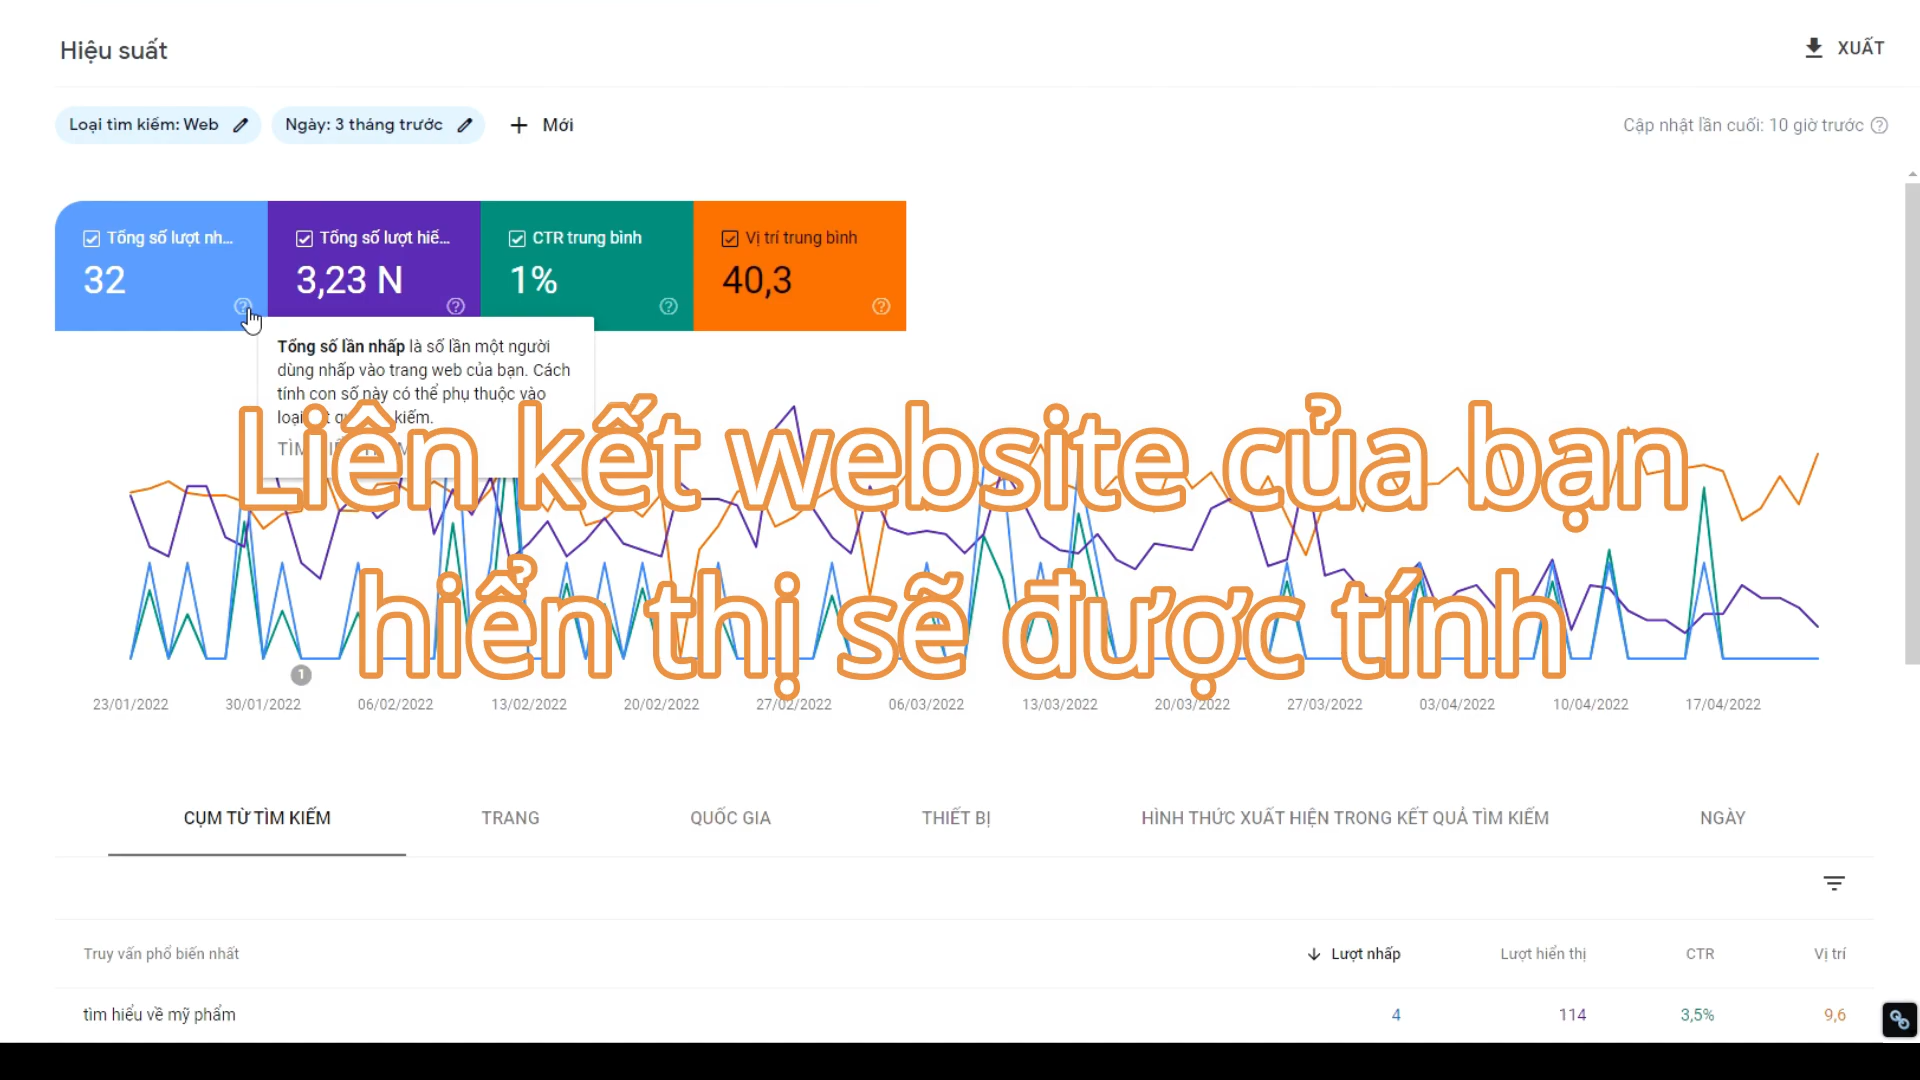 Hiệu suất
XUẤT
Loại tìm kiếm: Web
Ngày: 3 tháng trước
Mới
Cập nhật lần cuối: 10 giờ trước
Tổng số lượt nh...
Tổng số lượt hiể...
CTR trung bình
Vị trí trung bình
32
3,23 N
1%
40,3
Tổng số lần nhấp là số lần một người
dùng nhấp vào trang web của bạn. Cách
tính con số này có thể phụ thuộc vào
loại kiếm.
Liên kết website của bạn
hiển thị sẽ được tính
1
23/01/2022
30/01/2022
06/02/2022
13/02/2022
20/02/2022
27/02/2022
06/03/2022
13/03/2022
20/03/2022
27/03/2022
03/04/2022
10/04/2022
17/04/2022
CỤM TỪ TÌM KIẾM
TRANG
QUỐC GIA
THIẾT BỊ
HÌNH THỨC XUẤT HIỆN TRONG KẾT QUẢ TÌM KIẾM
NGÀY
Truy vấn phổ biến nhất
Lượt nhấp
Lượt hiển thị
CTR
Vị trí
tìm hiểu về mỹ phẩm
4
114
3,5%
9,6